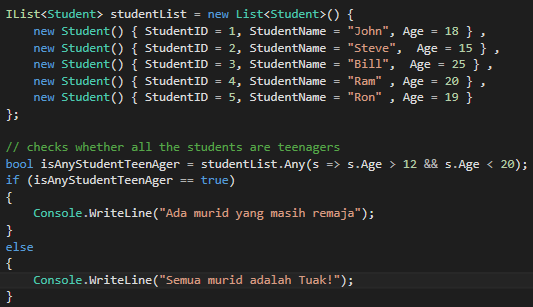 IList<Student> studentList = new List<Student>() {
    new Student() { StudentID = 1, StudentName = "John", Age = 18 } ,
    new Student() { StudentID = 2, StudentName = "Steve",  Age = 15 } ,
    new Student() { StudentID = 3, StudentName = "Bill",  Age = 25 } ,
    new Student() { StudentID = 4, StudentName = "Ram" , Age = 20 } ,
    new Student() { StudentID = 5, StudentName = "Ron" , Age = 19 }
};
// checks whether all the students are teenagers
bool isAnyStudentTeenAger = studentList.Any(s => s.Age > 12 && s.Age < 20);
if (isAnyStudentTeenAger == true)
{
    Console.WriteLine("Ada murid yang masih remaja");
}
else
{
    Console.WriteLine("Semua murid adalah Tuak!");
}